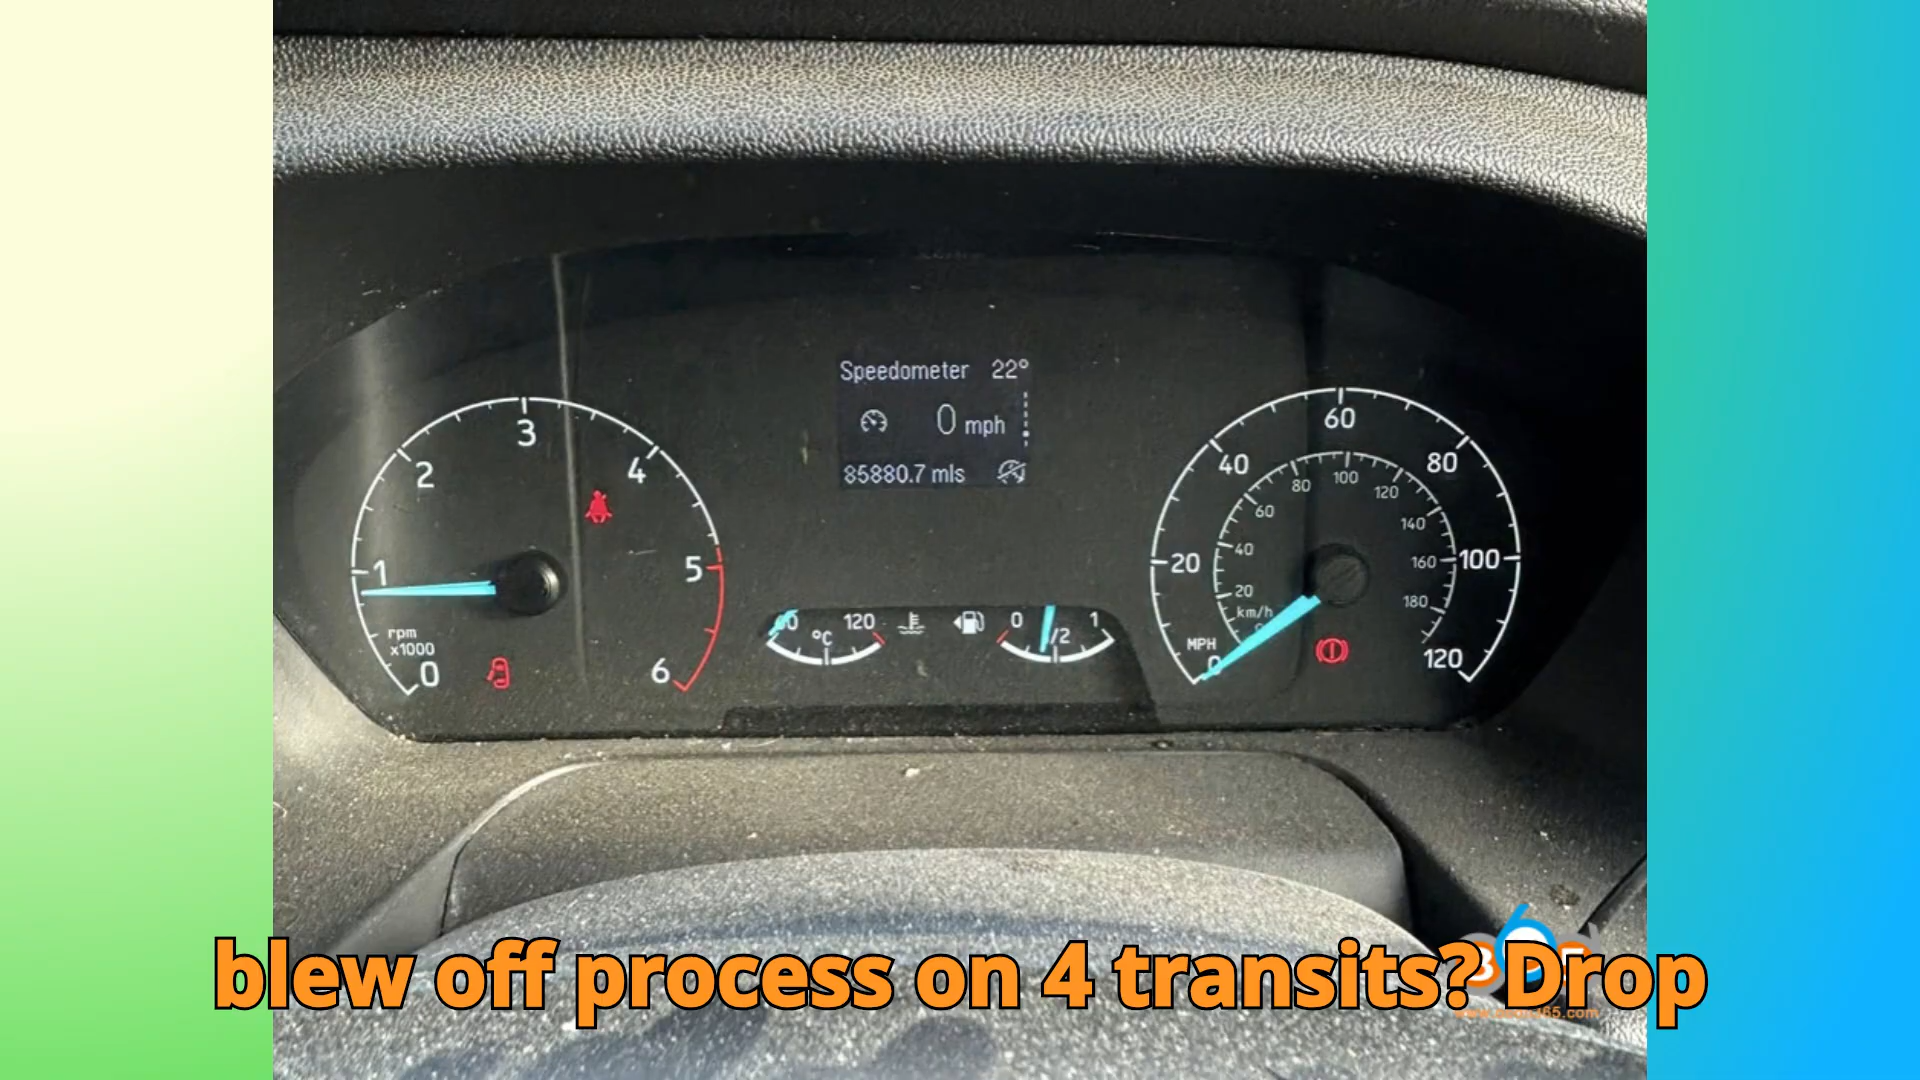 Speedometer 22°
0 mph
85880.7 mls
0 1 2 3 4 5 6
rpm
x1000
60 120
°C
0 1/2 1
0 20 40 60 80 100 120
MPH
20 40 60 80 100 120 140 160 180
km/h
blew off process on 4 transits? Drop